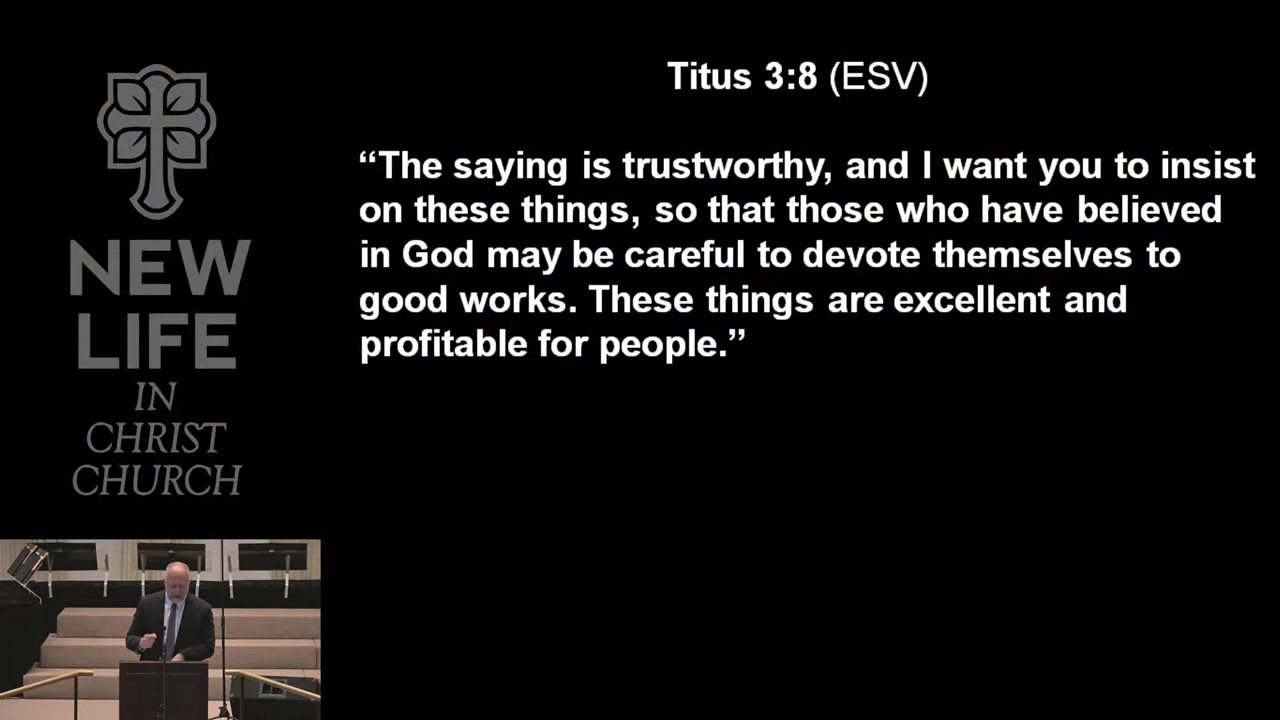 NEW
LIFE
IN
CHRIST
CHURCH
Titus 3:8 (ESV)
“The saying is trustworthy, and I want you to insist
on these things, so that those who have believed
in God may be careful to devote themselves to
good works. These things are excellent and
profitable for people.”